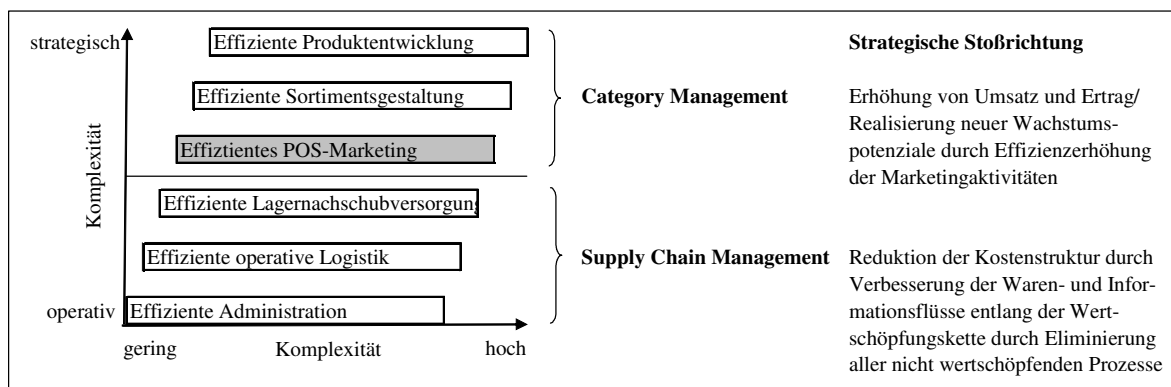 strategisch
Effiziente Produktentwicklung
Effiziente Sortimentsgestaltung
Effiztientes POS-Marketing
Effiziente Lagernachschubversorgung
Effiziente operative Logistik
Effiziente Administration
operativ
Komplexität
gering
Komplexität
hoch
Category Management
Supply Chain Management
Strategische Stoßrichtung
Erhöhung von Umsatz und Ertrag/
Realisierung neuer Wachstums-
potenziale durch Effizienzerhöhung
der Marketingaktivitäten
Reduktion der Kostenstruktur durch
Verbesserung der Waren- und Infor-
mationsflüsse entlang der Wert-
schöpfungskette durch Eliminierung
aller nicht wertschöpfenden Prozesse